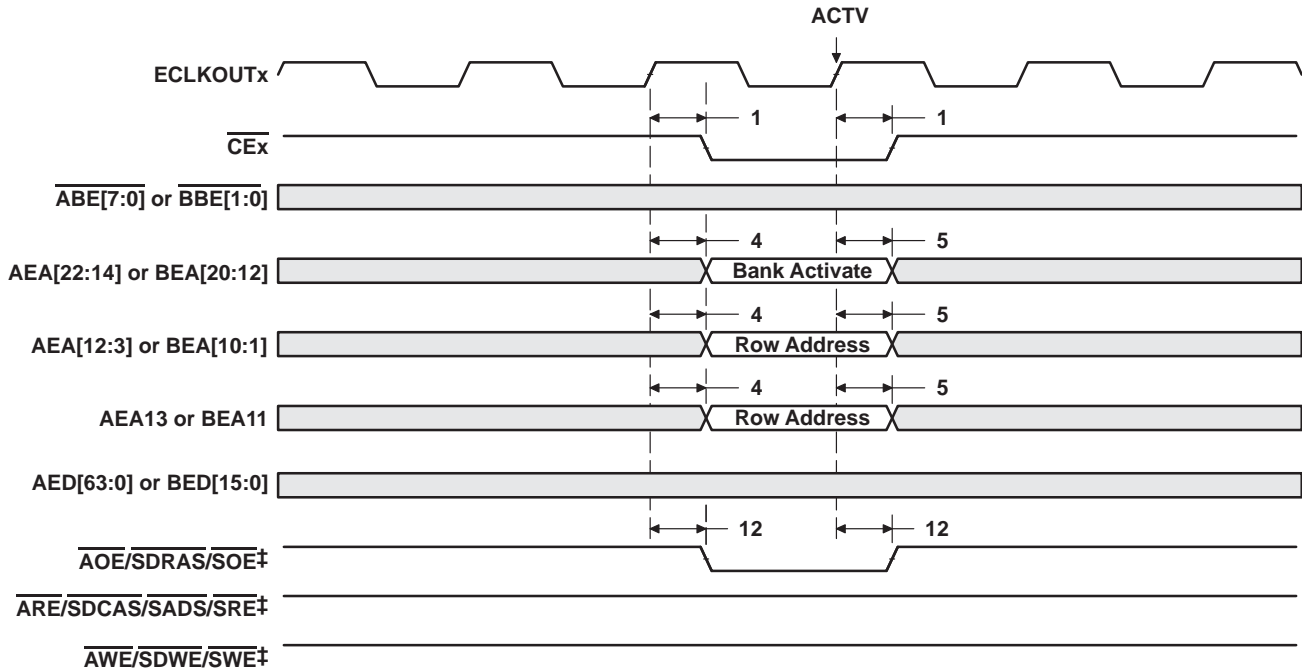 ACTV
ECLKOUTx
1 1
CEx
ABE[7:0] or BBE[1:0]
4 5
AEA[22:14] or BEA[20:12] Bank Activate
4 5
AEA[12:3] or BEA[10:1] Row Address
4 5
AEA13 or BEA11 Row Address
AED[63:0] or BED[15:0]
12 12
AOE/SDRAS/SOE‡
ARE/SDCAS/SADS/SRE‡
AWE/SDWE/SWE‡